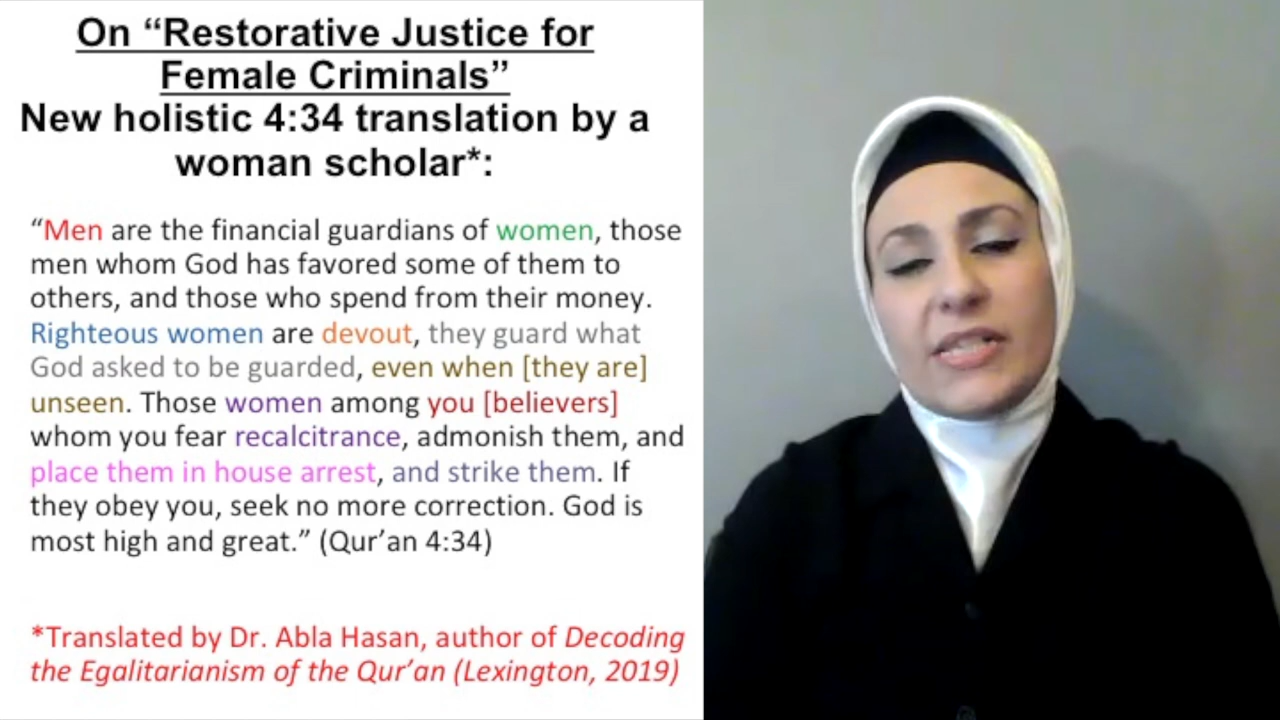 On “Restorative Justice for
Female Criminals”
New holistic 4:34 translation by a
woman scholar*:
“Men are the financial guardians of women, those
men whom God has favored some of them to
others, and those who spend from their money.
Righteous women are devout, they guard what
God asked to be guarded, even when [they are]
unseen. Those women among you [believers]
whom you fear recalcitrance, admonish them, and
place them in house arrest, and strike them. If
they obey you, seek no more correction. God is
most high and great.” (Qur’an 4:34)
*Translated by Dr. Abla Hasan, author of Decoding
the Egalitarianism of the Qur’an (Lexington, 2019)